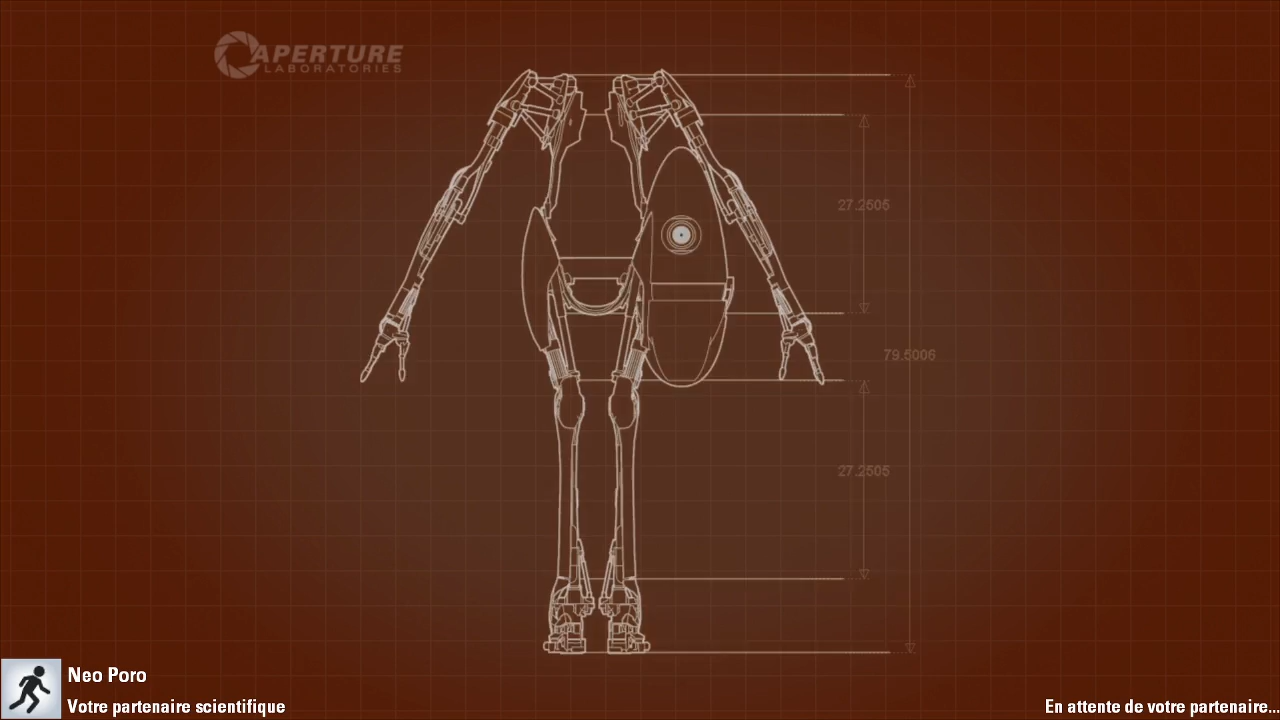 APERTURE
LABORATORIES
27.2505
79.5006
27.2505
Neo Poro
Votre partenaire scientifique
En attente de votre partenaire...